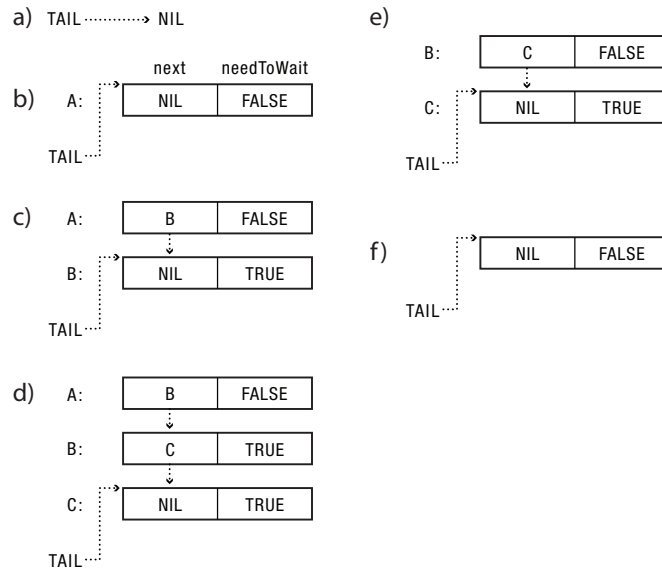 a) TAIL NIL
next needToWait
b) A: NIL FALSE
TAIL
c) A: B FALSE
B: NIL TRUE
TAIL
d) A: B FALSE
B: C TRUE
C: NIL TRUE
TAIL
e)
B: C FALSE
C: NIL TRUE
TAIL
f) NIL FALSE
TAIL